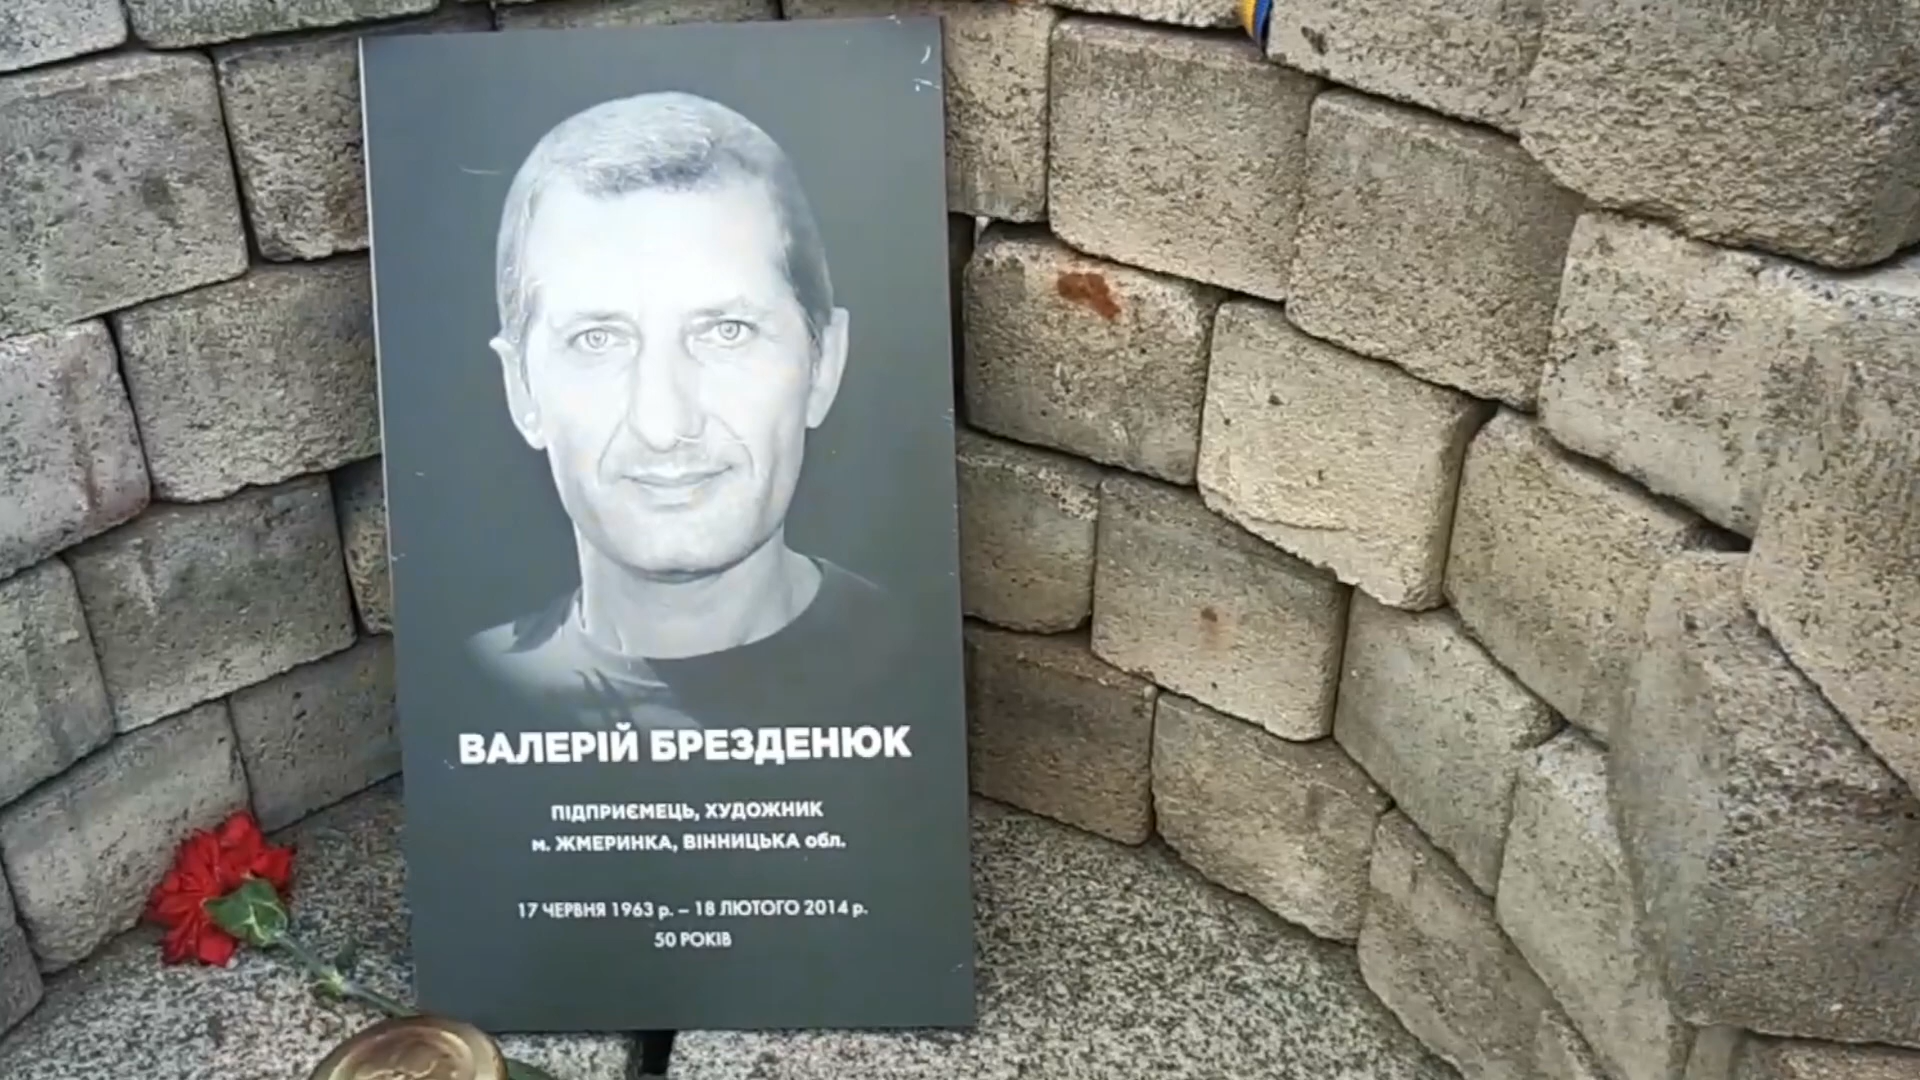 ВАЛЕРІЙ БРЕЗДЕНЮК
ПІДПРИЄМЕЦЬ, ХУДОЖНИК
м. ЖМЕРИНКА, ВІННИЦЬКА обл.
17 ЧЕРВНЯ 1963 р. – 18 ЛЮТОГО 2014 р.
50 РОКІВ